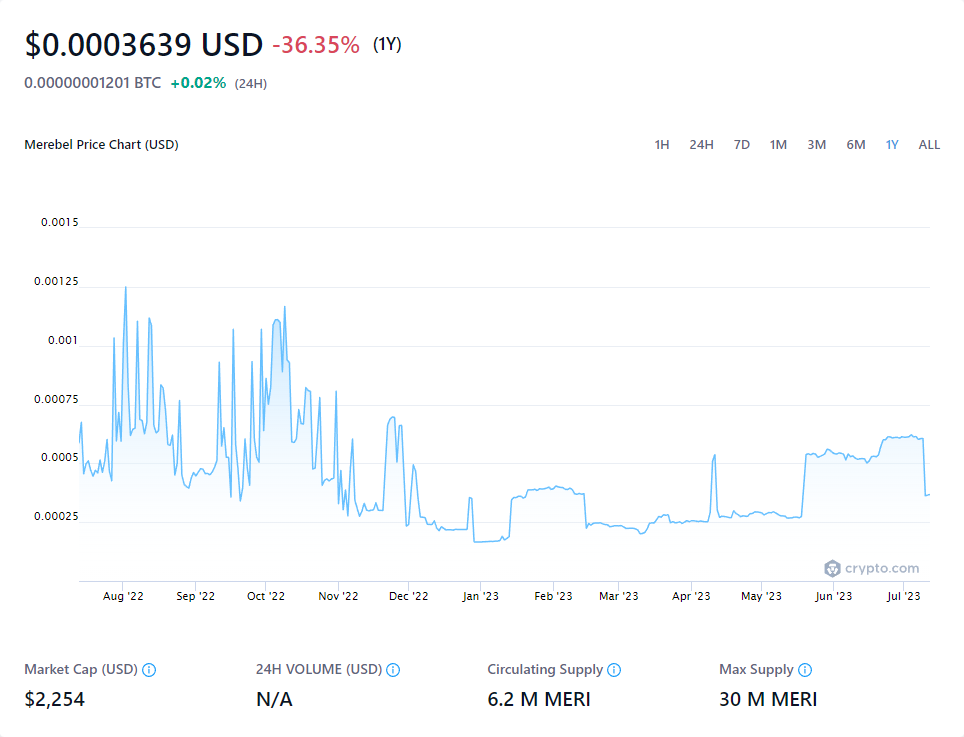 $0.0003639 USD -36.35% (1Y)
0.00000001201 BTC +0.02% (24H)
Merebel Price Chart (USD) 1H 24H 7D 1M 3M 6M 1Y ALL
0.0015
0.00125
0.001
0.00075
0.0005
0.00025
crypto.com
Aug '22 Sep '22 Oct '22 Nov '22 Dec '22 Jan '23 Feb '23 Mar '23 Apr '23 May '23 Jun '23 Jul '23
Market Cap (USD) 24H VOLUME (USD) Circulating Supply Max Supply
$2,254 N/A 6.2 M MERI 30 M MERI